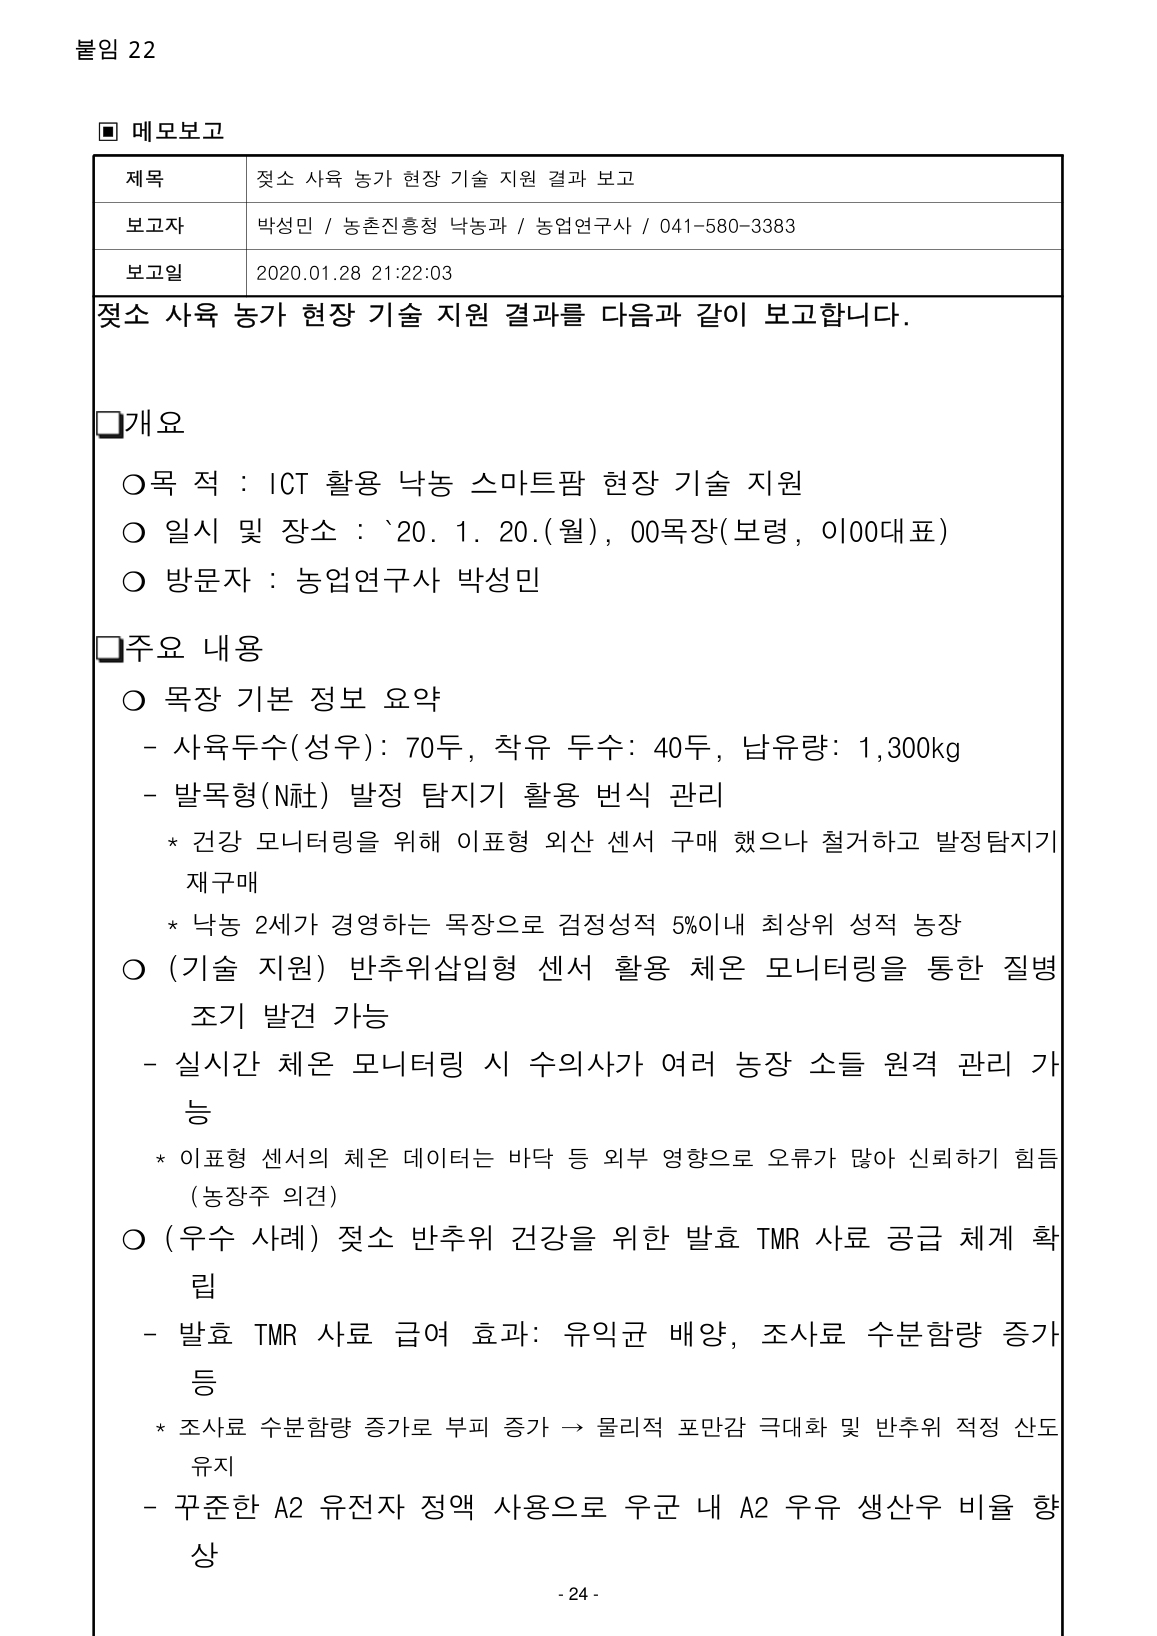 붙임 22
▣ 메모보고
제목 젖소 사육 농가 현장 기술 지원 결과 보고
보고자 박성민 / 농촌진흥청 낙농과 / 농업연구사 / 041-580-3383
보고일 2020.01.28 21:22:03
젖소 사육 농가 현장 기술 지원 결과를 다음과 같이 보고합니다.
❏개요
❍목 적 : ICT 활용 낙농 스마트팜 현장 기술 지원
❍ 일시 및 장소 : `20. 1. 20.(월), 00목장(보령, 이00대표)
❍ 방문자 : 농업연구사 박성민
❏주요 내용
❍ 목장 기본 정보 요약
- 사육두수(성우): 70두, 착유 두수: 40두, 납유량: 1,300kg
- 발목형(N社) 발정 탐지기 활용 번식 관리
* 건강 모니터링을 위해 이표형 외산 센서 구매 했으나 철거하고 발정탐지기
재구매
* 낙농 2세가 경영하는 목장으로 검정성적 5%이내 최상위 성적 농장
❍ (기술 지원) 반추위삽입형 센서 활용 체온 모니터링을 통한 질병
조기 발견 가능
- 실시간 체온 모니터링 시 수의사가 여러 농장 소들 원격 관리 가
능
* 이표형 센서의 체온 데이터는 바닥 등 외부 영향으로 오류가 많아 신뢰하기 힘듬
(농장주 의견)
❍ (우수 사례) 젖소 반추위 건강을 위한 발효 TMR 사료 공급 체계 확
립
- 발효 TMR 사료 급여 효과: 유익균 배양, 조사료 수분함량 증가
등
* 조사료 수분함량 증가로 부피 증가 → 물리적 포만감 극대화 및 반추위 적정 산도
유지
- 꾸준한 A2 유전자 정액 사용으로 우군 내 A2 우유 생산우 비율 향
상
- 24 -